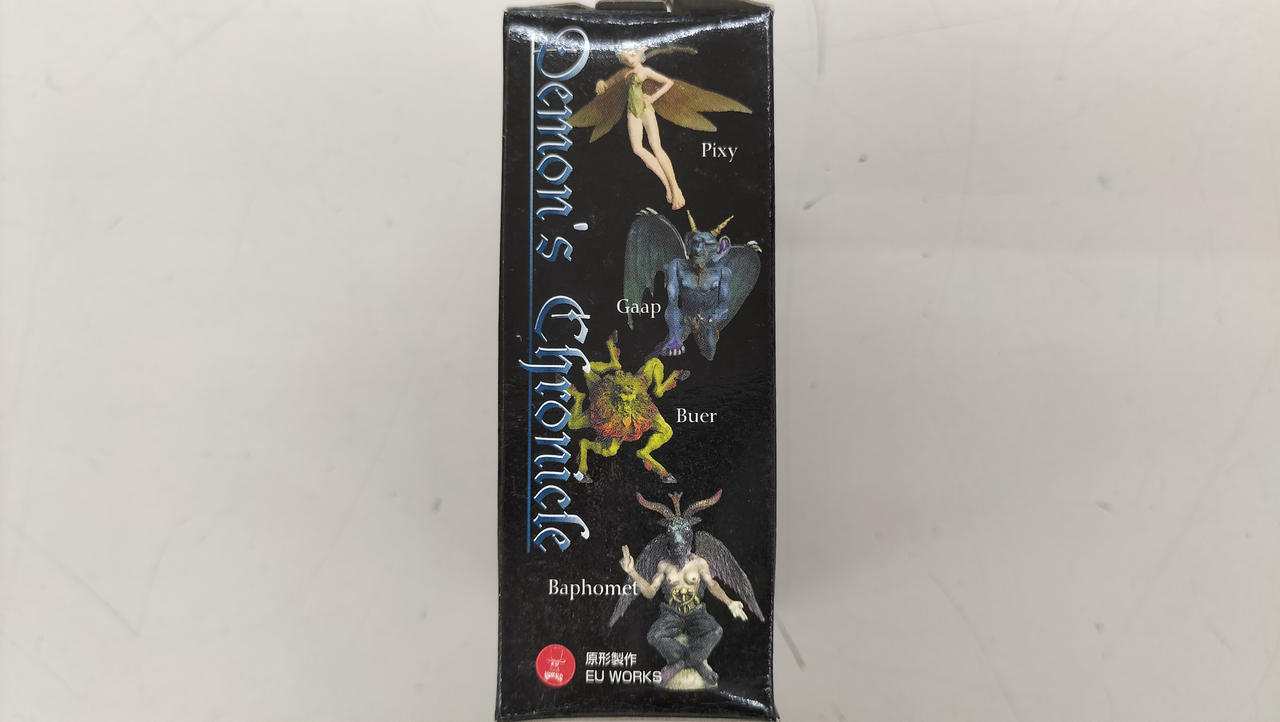 Demon's Chronicle
Pixy
Gaap
Buer
Baphomet
原形製作
EU WORKS